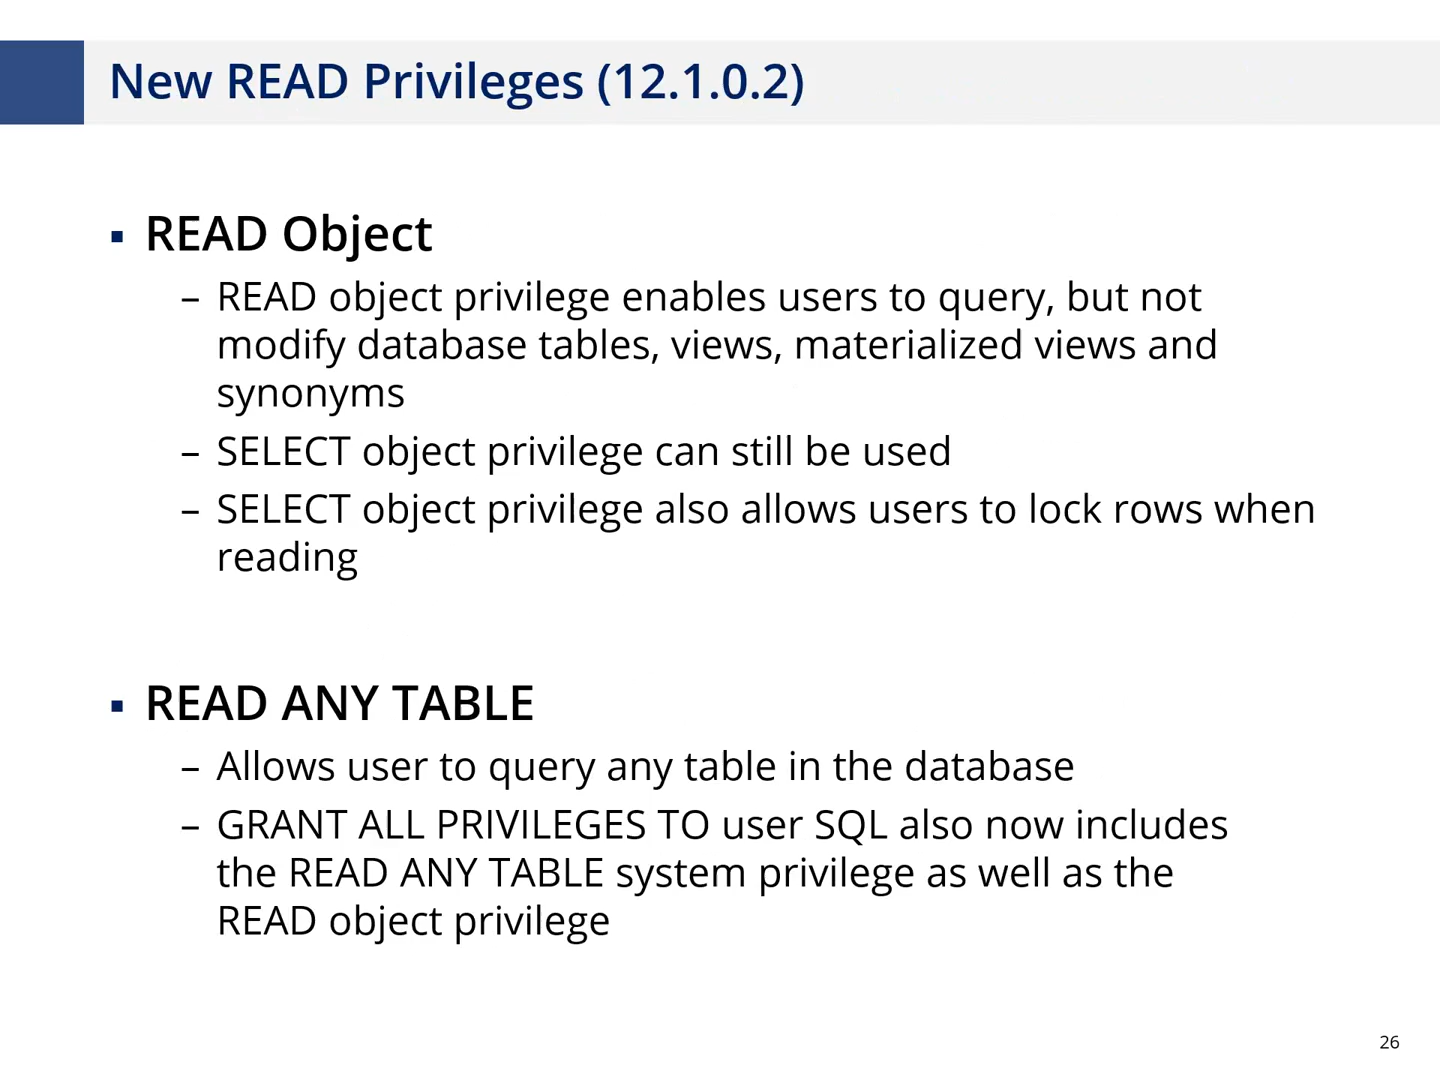 New READ Privileges (12.1.0.2)
▪ READ Object
– READ object privilege enables users to query, but not
modify database tables, views, materialized views and
synonyms
– SELECT object privilege can still be used
– SELECT object privilege also allows users to lock rows when
reading
▪ READ ANY TABLE
– Allows user to query any table in the database
– GRANT ALL PRIVILEGES TO user SQL also now includes
the READ ANY TABLE system privilege as well as the
READ object privilege
26